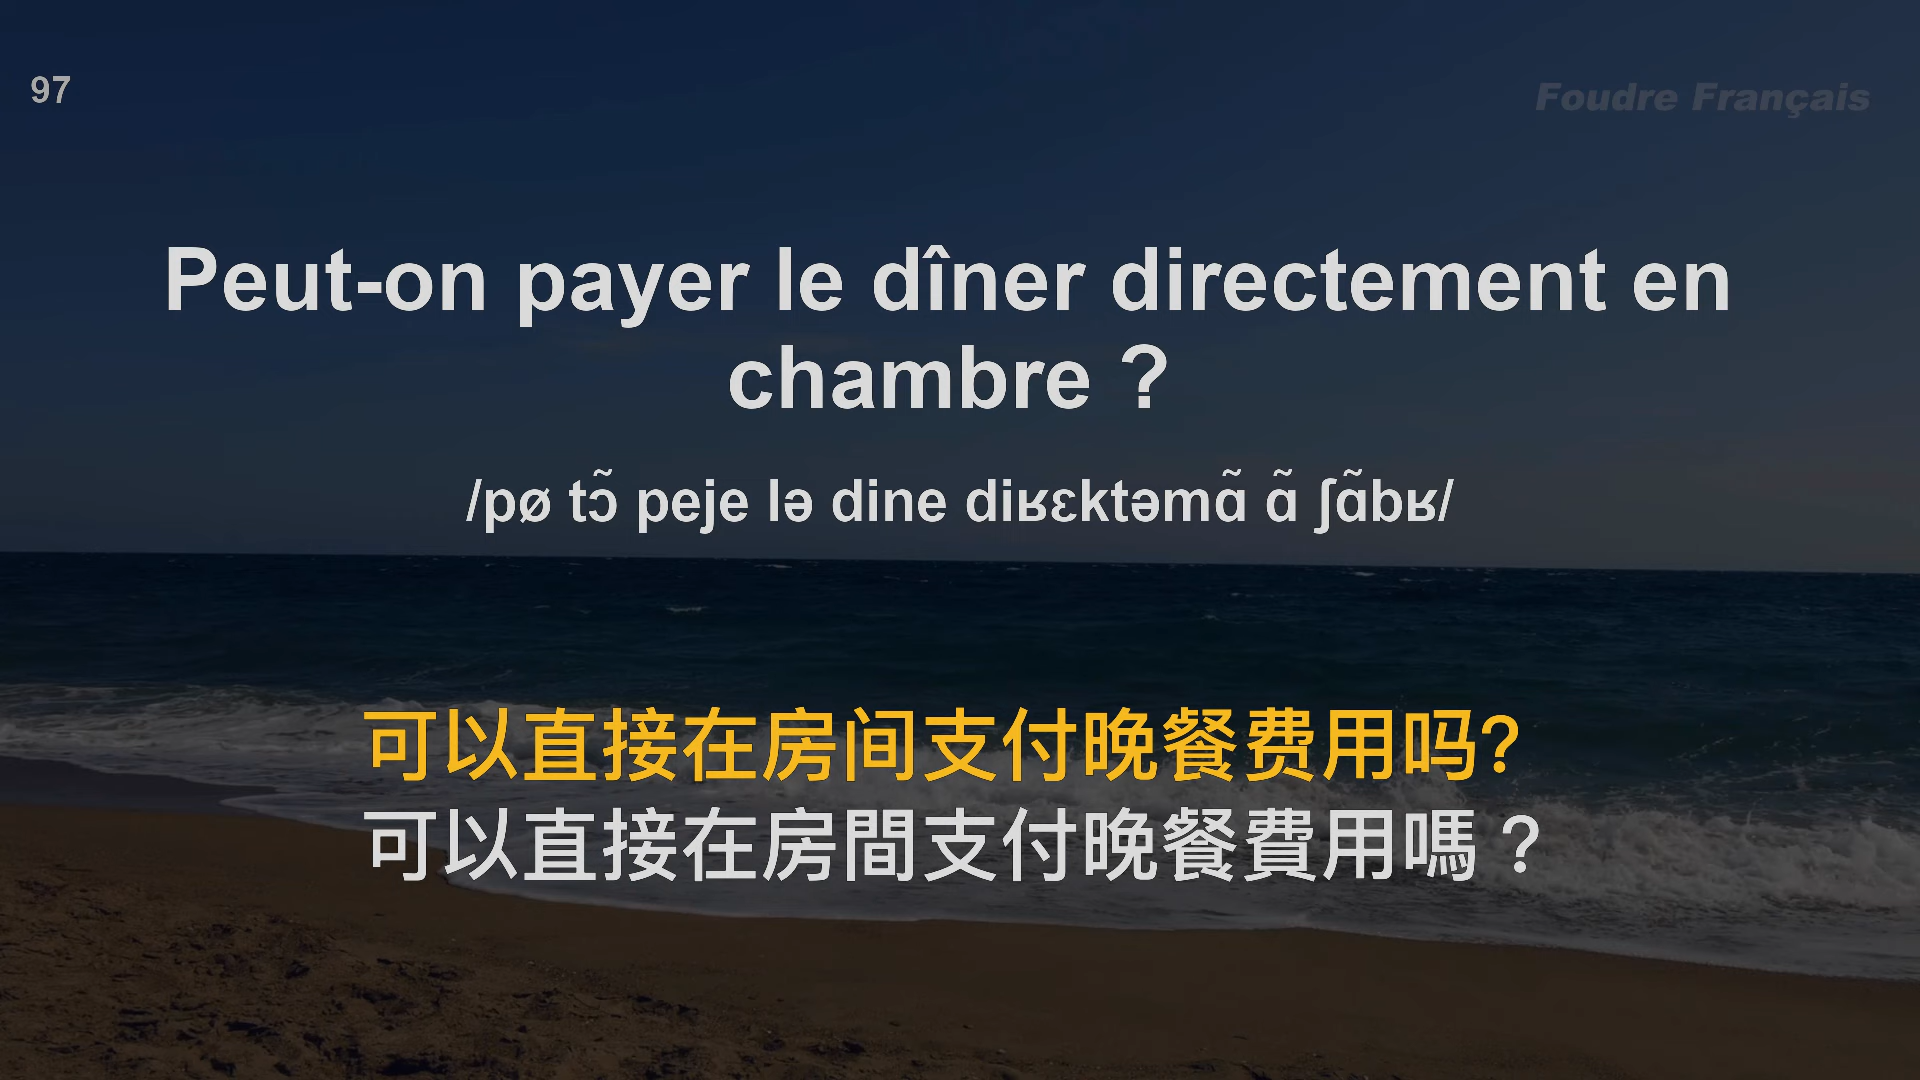 97
Foudre Français
Peut-on payer le dîner directement en
chambre ?
/pø tɔ̃ peje lə dine diʁɛktəmɑ̃ ɑ̃ ʃɑ̃bʁ/
可以直接在房间支付晚餐费用吗?
可以直接在房間支付晚餐費用嗎？